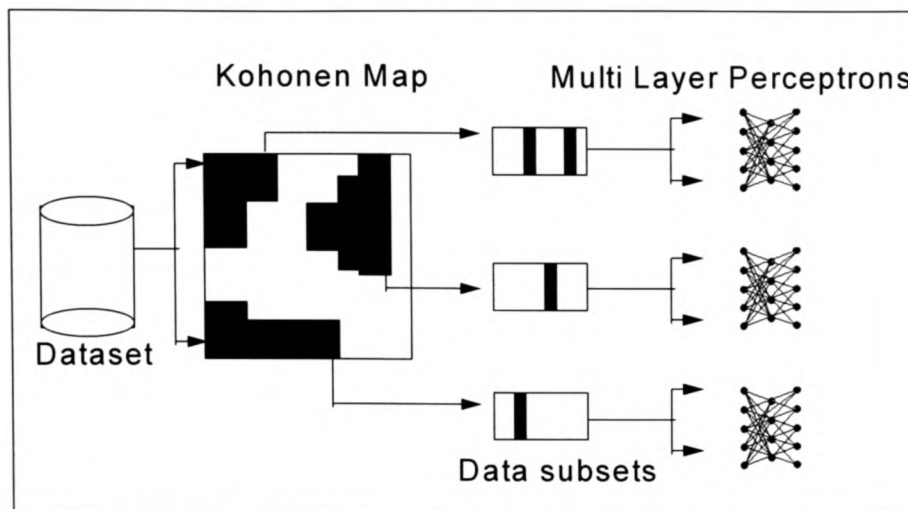 Kohonen Map
Multi Layer Perceptrons
Dataset
Data subsets